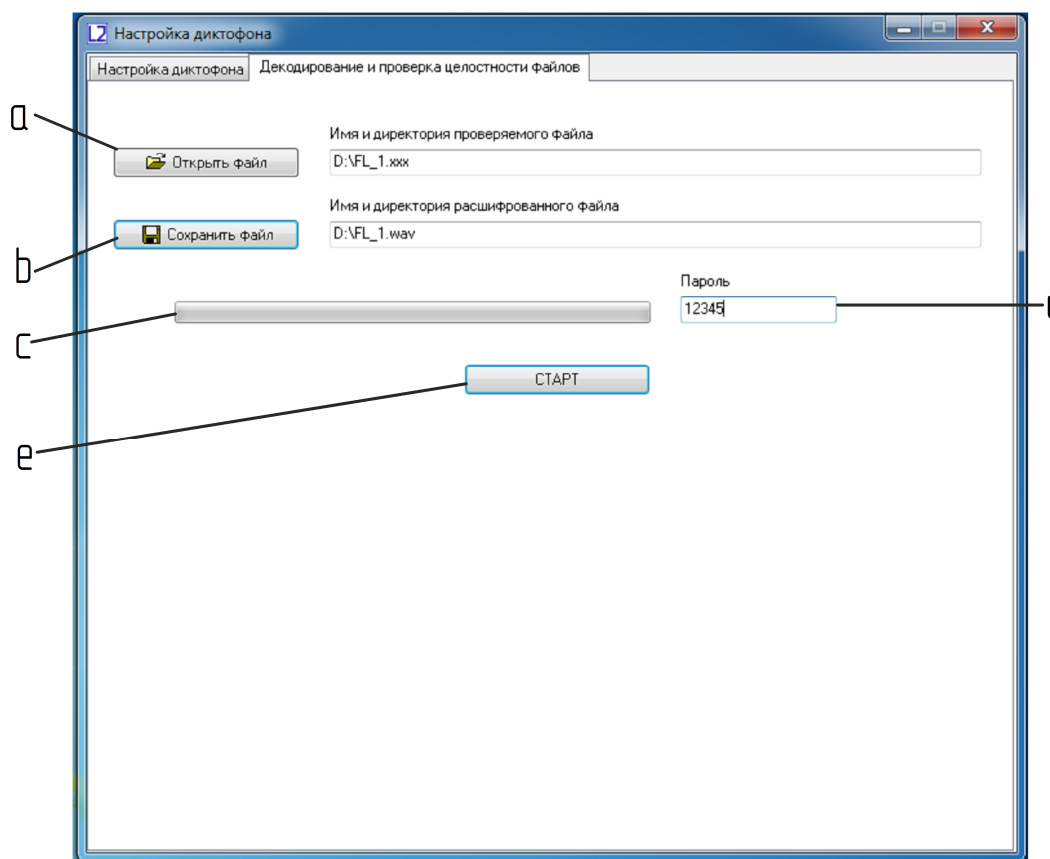 L2 Настройка диктофона
Настройка диктофона Декодирование и проверка целостности файлов
a
Имя и директория проверяемого файла
Открыть файл D:\FL_1.xxx
Имя и директория расшифрованного файла
Сохранить файл D:\FL_1.wav
b
Пароль
12345
c
СТАРТ
e